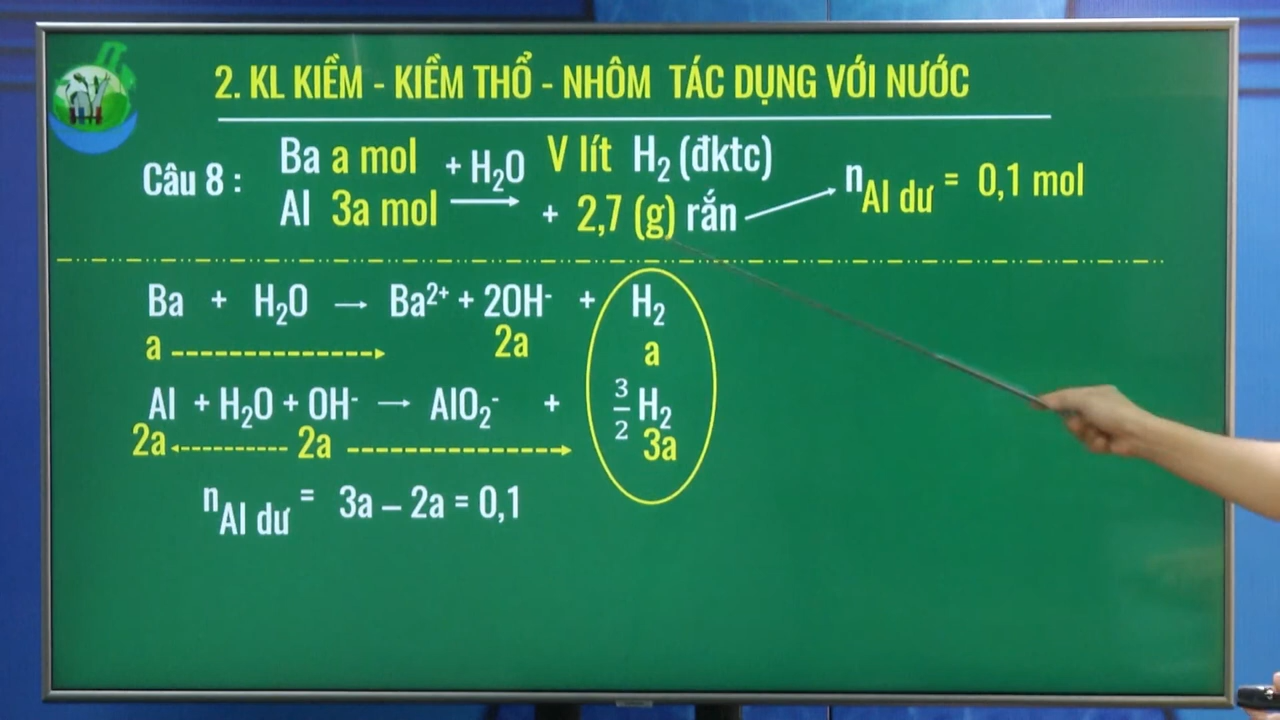 2. KL KIỀM - KIỀM THỔ - NHÔM TÁC DỤNG VỚI NƯỚC
Câu 8 :
Ba a mol + H₂O V lít H₂ (đktc)
Al 3a mol + 2,7 (g) rắn n Al dư = 0,1 mol
Ba + H₂O → Ba²⁺ + 2OH⁻ + H₂
a 2a a
Al + H₂O + OH⁻ → AlO₂⁻ + 3/2 H₂
2a 2a 3a
n Al dư = 3a – 2a = 0,1